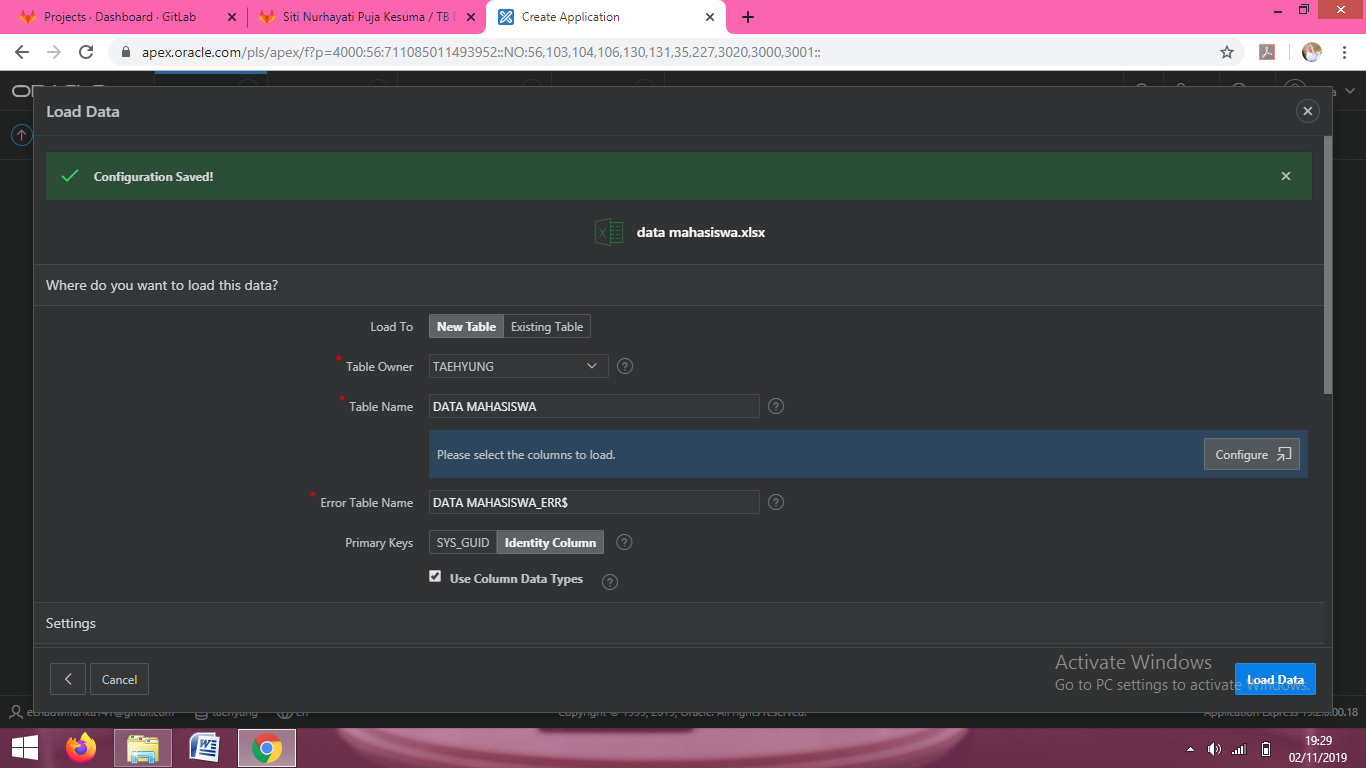 Projects · Dashboard · GitLab
Siti Nurhayati Puja Kesuma / TB
Create Application
apex.oracle.com/pls/apex/f?p=4000:56:711085011493952::NO:56,103,104,106,130,131,35,227,3020,3000,3001::
Load Data
Configuration Saved!
data mahasiswa.xlsx
Where do you want to load this data?
Load To New Table Existing Table
* Table Owner TAEHYUNG ?
* Table Name DATA MAHASISWA ?
Please select the columns to load. Configure
* Error Table Name DATA MAHASISWA_ERR$ ?
Primary Keys SYS_GUID Identity Column ?
Use Column Data Types ?
Settings
Activate Windows
Go to PC settings to activate Windows.
Cancel
Load Data
taehyung
en
Copyright © 1999, 2019, Oracle. All rights reserved.
Application Express 19.2.0.00.18
19:29
02/11/2019